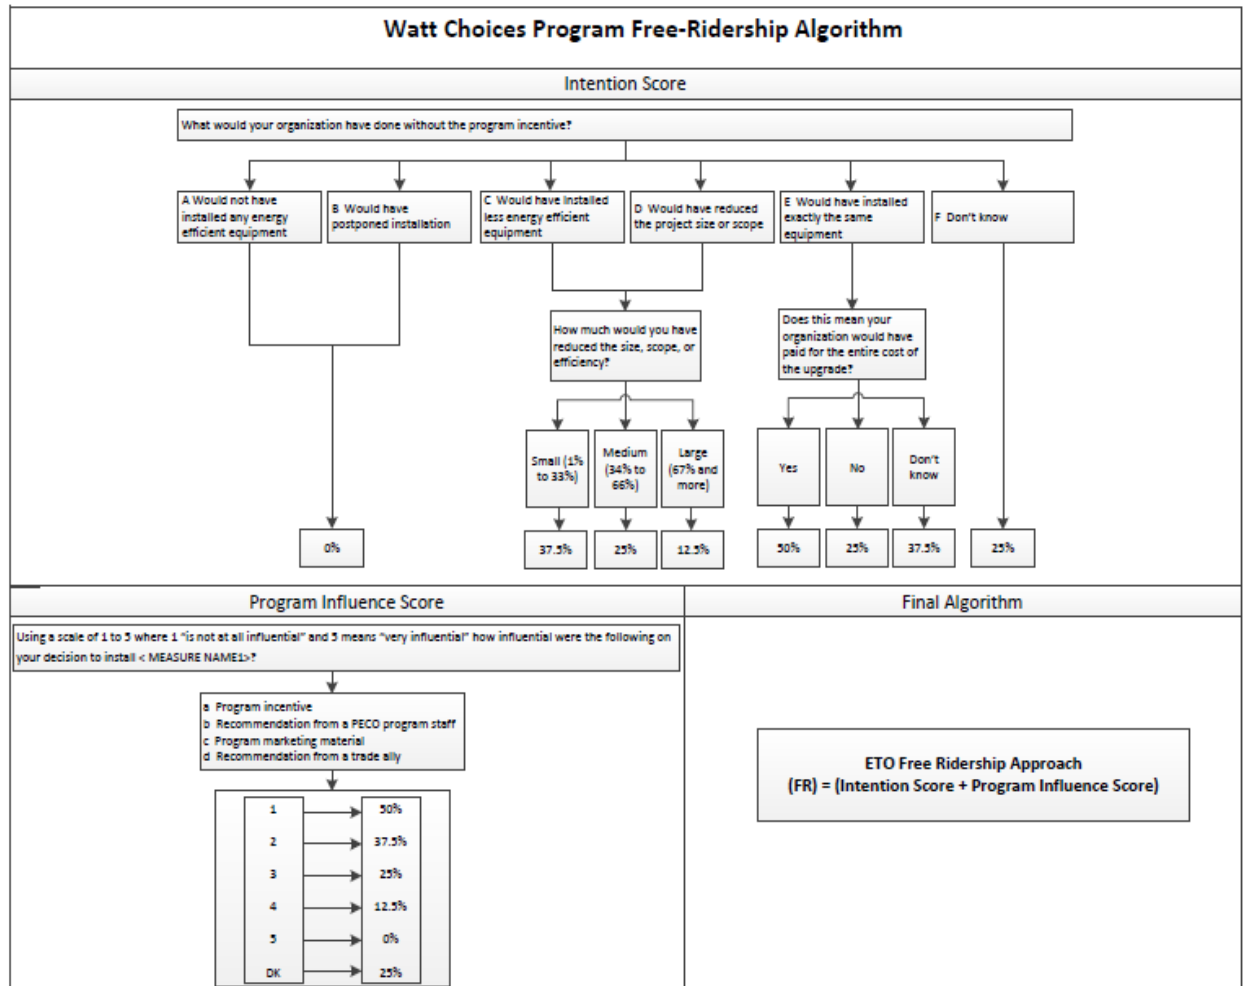 Watt Choices Program Free-Ridership Algorithm
Intention Score
What would your organization have done without the program incentive?
A Would not have
installed any energy
efficient equipment
B Would have
postponed installation
C Would have installed
less energy efficient
equipment
D Would have reduced
the project size or scope
E Would have installed
exactly the same
equipment
F Don't know
How much would you have
reduced the size, scope, or
efficiency?
Does this mean your
organization would have
paid for the entire cost of
the upgrade?
Small (1%
to 33%)
Medium
(34% to
66%)
Large
(67% and
more)
Yes
No
Don't
know
0%
37.5%
25%
12.5%
50%
25%
37.5%
25%
Program Influence Score
Using a scale of 1 to 5 where 1 "is not at all influential" and 5 means "very influential" how influential were the following on
your decision to install < MEASURE NAME1>?
a Program incentive
b Recommendation from a PECO program staff
c Program marketing material
d Recommendation from a trade ally
1 50%
2 37.5%
3 25%
4 12.5%
5 0%
DK 25%
Final Algorithm
ETO Free Ridership Approach
(FR) = (Intention Score + Program Influence Score)